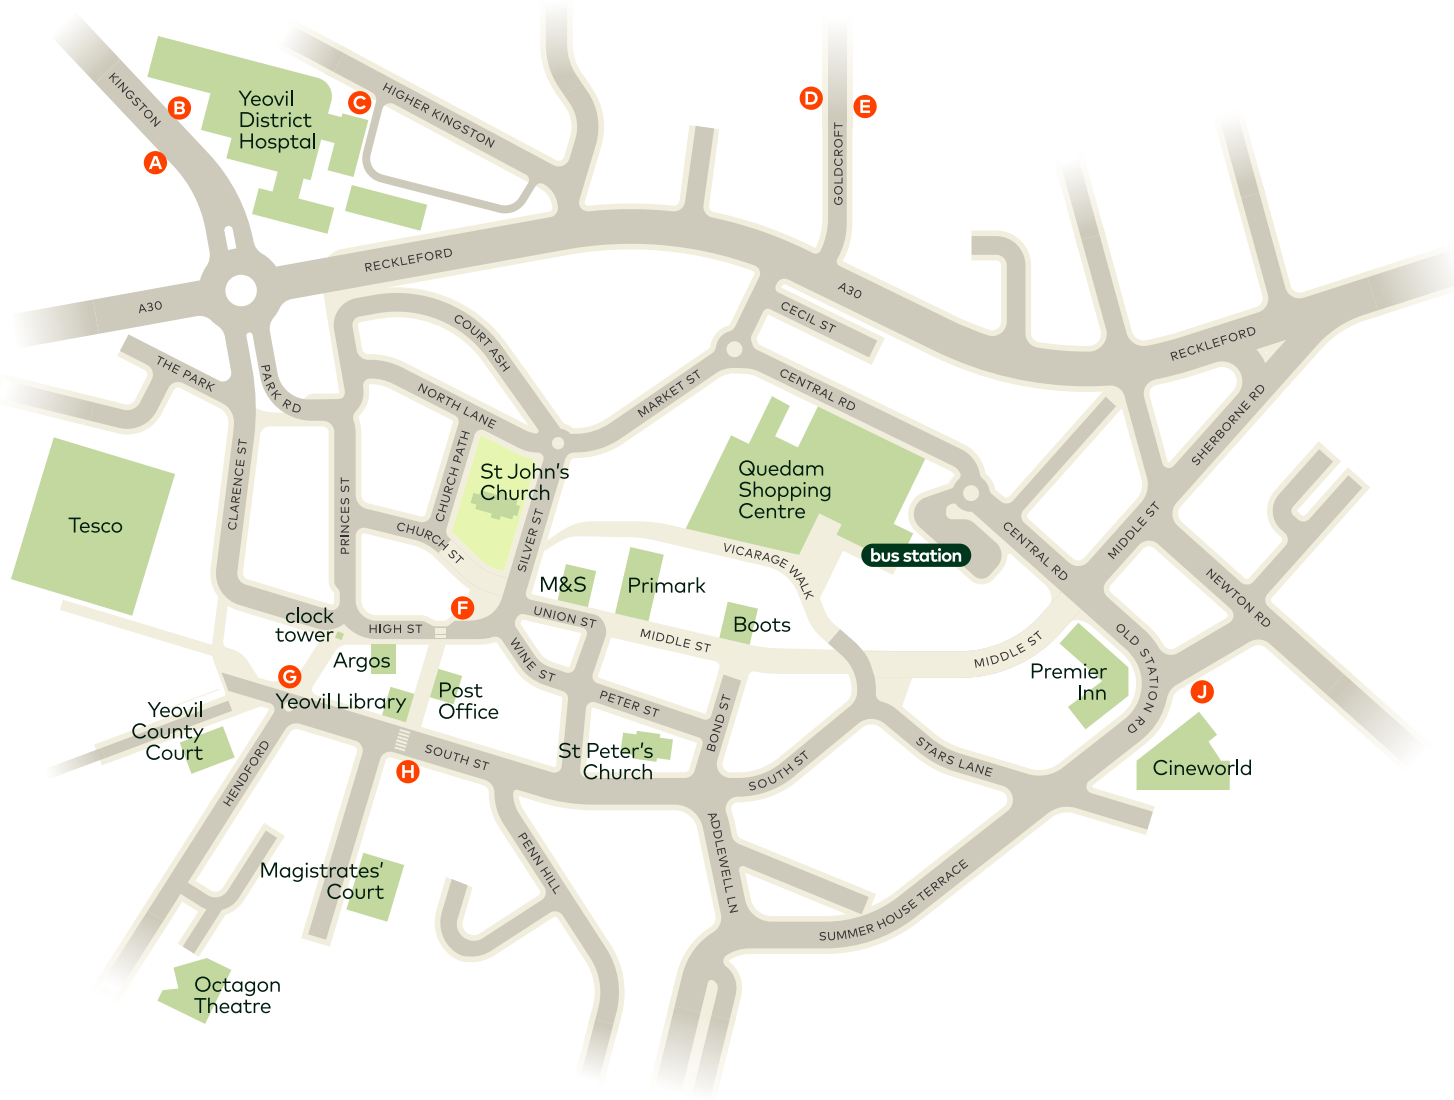 KINGSTON
B
A
Yeovil
District
Hosptal
C
HIGHER KINGSTON
D
E
GOLDCROFT
RECKLEFORD
A30
A30
CECIL ST
RECKLEFORD
THE PARK
PARK RD
COURT ASH
NORTH LANE
MARKET ST
CENTRAL RD
SHERBORNE RD
CLARENCE ST
PRINCES ST
CHURCH PATH
CHURCH ST
St John's
Church
SILVER ST
Quedam
Shopping
Centre
bus station
CENTRAL RD
MIDDLE ST
NEWTON RD
Tesco
VICARAGE WALK
M&S
Primark
Boots
UNION ST
MIDDLE ST
MIDDLE ST
clock
tower
HIGH ST
F
Argos
G
Yeovil Library
Post
Office
WINE ST
PETER ST
BOND ST
Premier
Inn
OLD STATION RD
J
Yeovil
County
Court
HENDFORD
H
SOUTH ST
St Peter's
Church
SOUTH ST
STARS LANE
Cineworld
Magistrates'
Court
PENN HILL
ADDLEWELL LN
SUMMER HOUSE TERRACE
Octagon
Theatre